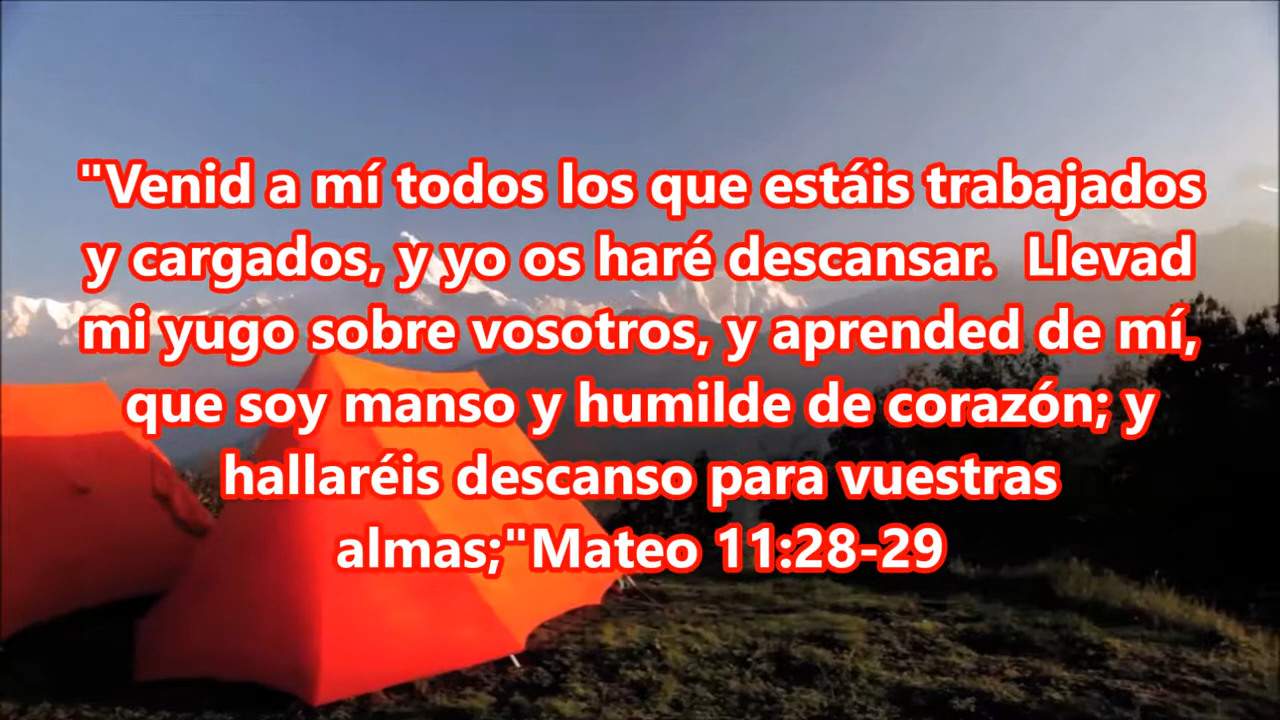 "Venid a mí todos los que estáis trabajados
y cargados, y yo os haré descansar.  Llevad
mi yugo sobre vosotros, y aprended de mí,
que soy manso y humilde de corazón; y
hallaréis descanso para vuestras
almas;"Mateo 11:28-29